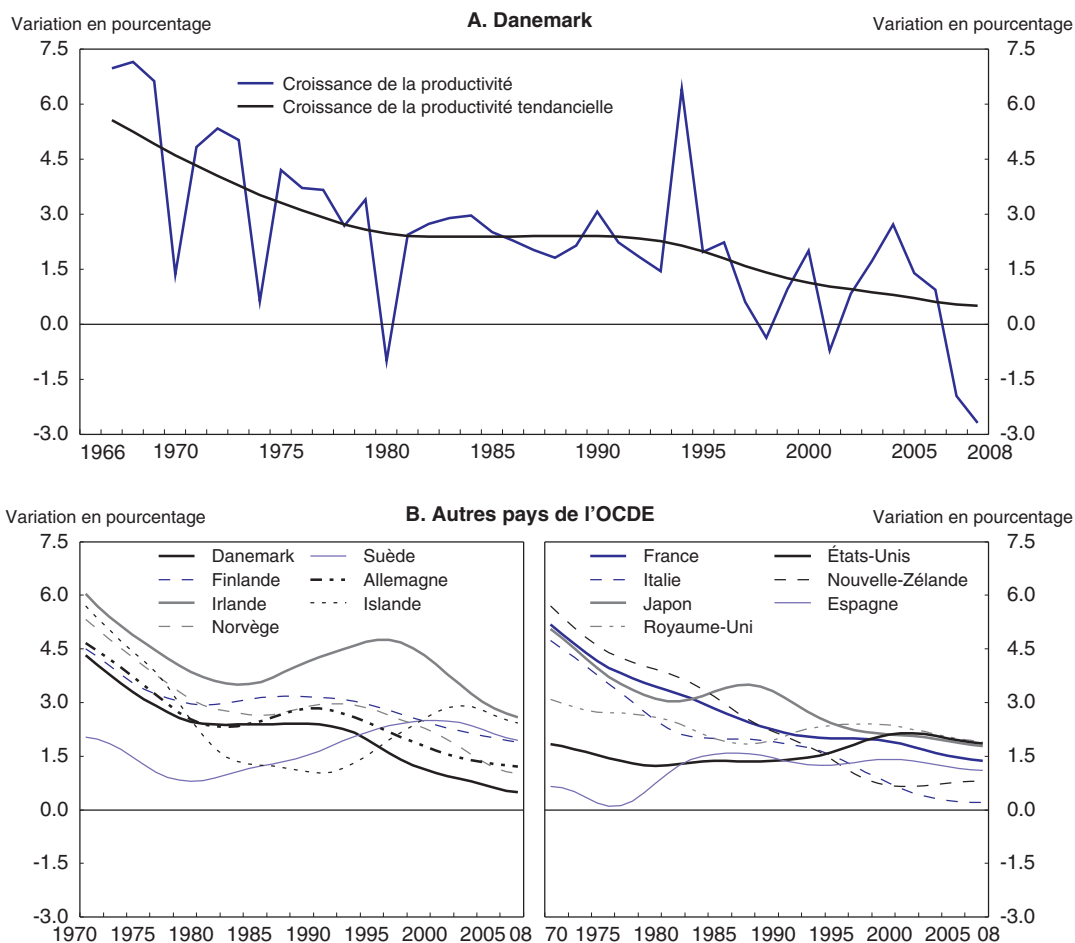 A. Danemark
Variation en pourcentage Variation en pourcentage
7.5 7.5
Croissance de la productivité
6.0 6.0
Croissance de la productivité tendancielle
4.5 4.5
3.0 3.0
1.5 1.5
0.0 0.0
-1.5 -1.5
-3.0 -3.0
1966 1970 1975 1980 1985 1990 1995 2000 2005 2008
B. Autres pays de l'OCDE
Variation en pourcentage Variation en pourcentage
7.5 7.5
Danemark Suède
Finlande Allemagne
Irlande Islande
Norvège
France États-Unis
Italie Nouvelle-Zélande
Japon Espagne
Royaume-Uni
6.0 6.0
4.5 4.5
3.0 3.0
1.5 1.5
0.0 0.0
-1.5 -1.5
-3.0 -3.0
1970 1975 1980 1985 1990 1995 2000 2005 08
70 1975 1980 1985 1990 1995 2000 2005 08